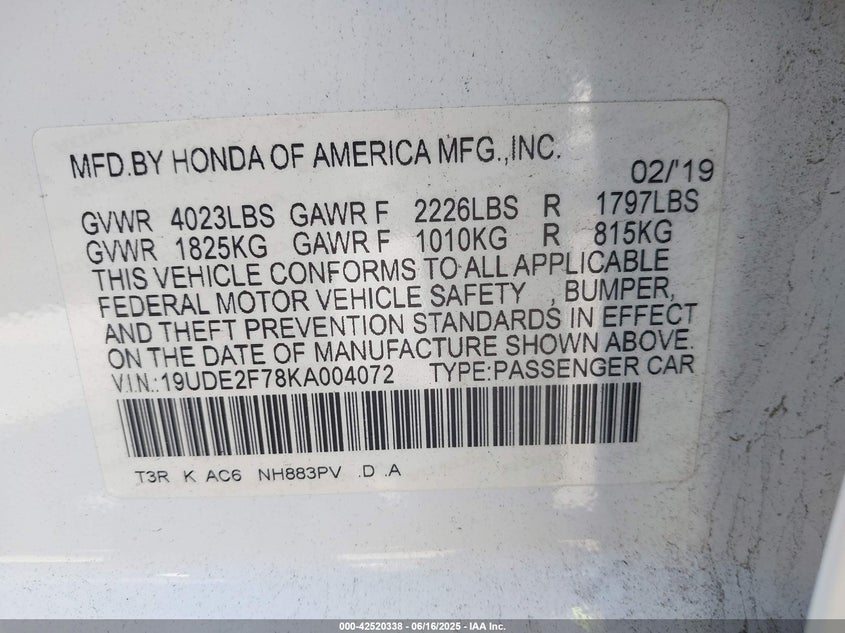 MFD.BY HONDA OF AMERICA MFG.,INC. 02/'19
GVWR 4023LBS GAWR F 2226LBS R 1797LBS
GVWR 1825KG GAWR F 1010KG R 815KG
THIS VEHICLE CONFORMS TO ALL APPLICABLE
FEDERAL MOTOR VEHICLE SAFETY , BUMPER,
AND THEFT PREVENTION STANDARDS IN EFFECT
ON THE DATE OF MANUFACTURE SHOWN ABOVE.
V.I.N.:19UDE2F78KA004072 TYPE:PASSENGER CAR
T3R K AC6 NH883PV .D .A
000-42520338 - 06/16/2025 - IAA Inc.